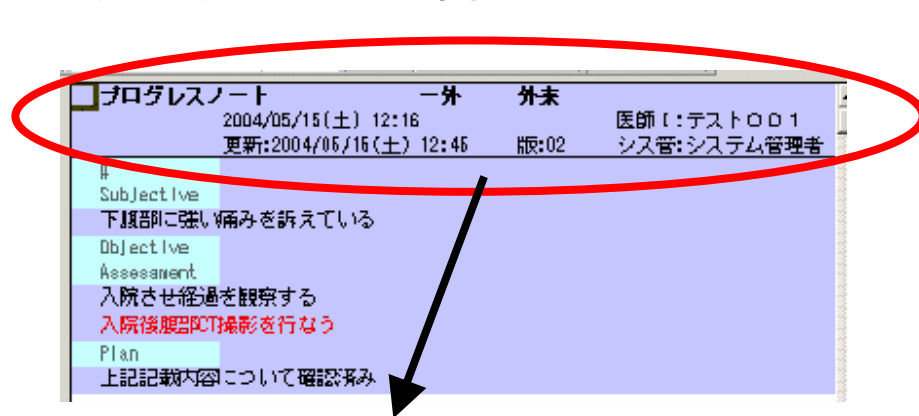 プログレスノート 一外 外来
2004/05/15(土) 12:16 医師I:テスト001
更新:2004/05/15(土) 12:45 版:02 シス管:システム管理者
#
Subjective
下腹部に強い痛みを訴えている
Objective
Assessment
入院させ経過を観察する
入院後腹部CT撮影を行なう
Plan
上記記載内容について確認済み